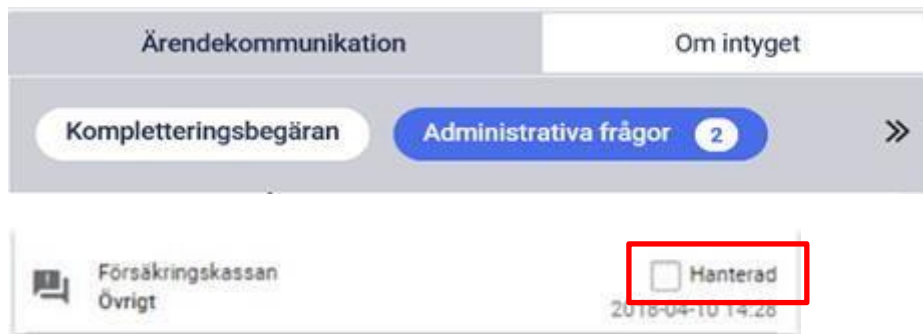 Ärendekommunikation Om intyget
Kompletteringsbegäran Administrativa frågor 2 »
Försäkringskassan Hanterad
Övrigt 2018-04-10 14:28